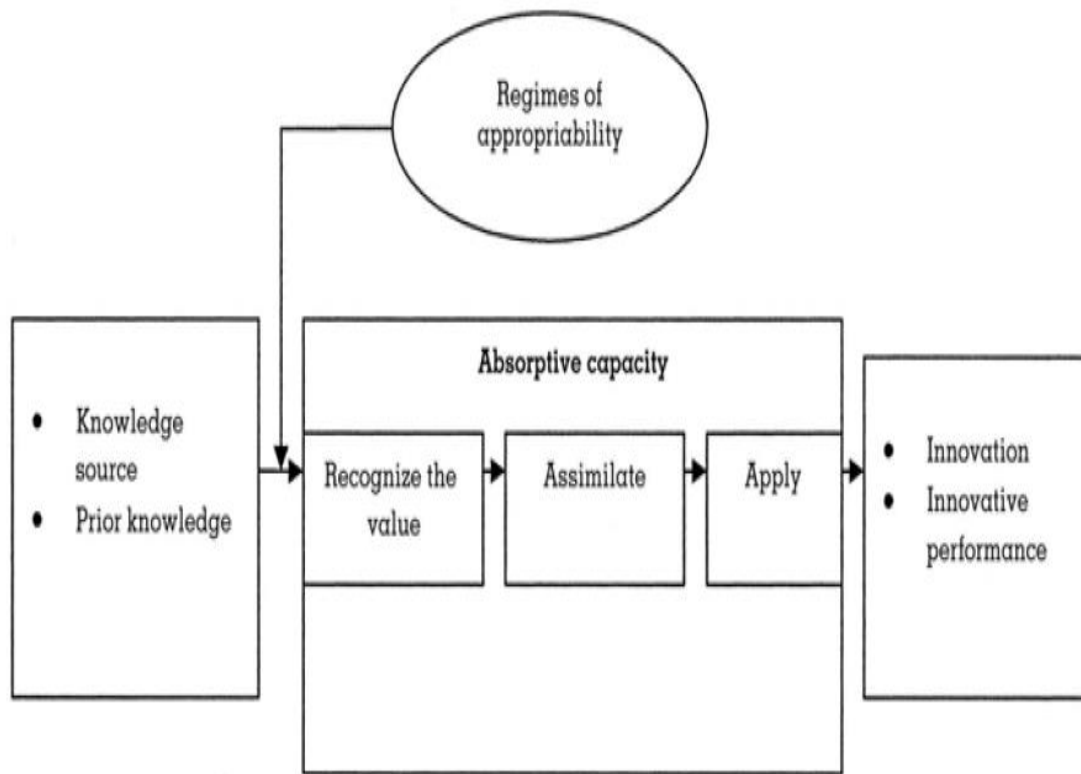 Regimes of
appropriability
Absorptive capacity
• Knowledge
source
• Prior knowledge
Recognize the
value
Assimilate
Apply
• Innovation
• Innovative
performance